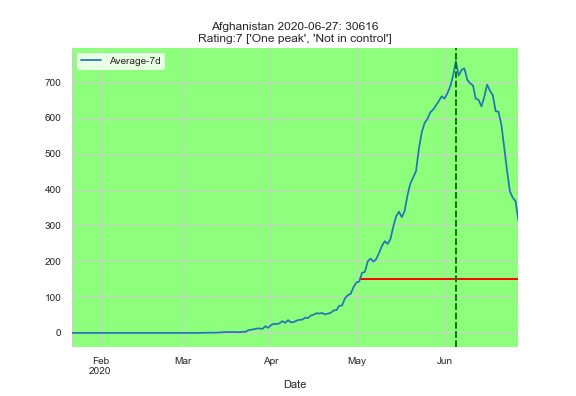 Afghanistan 2020-06-27: 30616
Rating:7 ['One peak', 'Not in control']
Average-7d
700
600
500
400
300
200
100
0
Feb Mar Apr May Jun
2020
Date